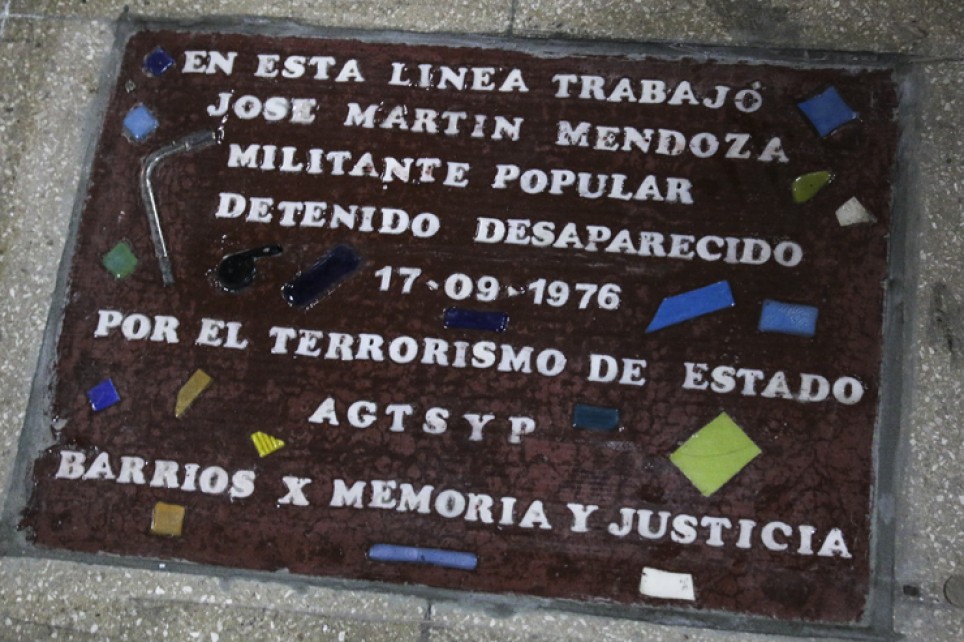 EN ESTA LINEA TRABAJÓ
JOSE MARTIN MENDOZA
MILITANTE POPULAR
DETENIDO DESAPARECIDO
17-09-1976
POR EL TERRORISMO DE ESTADO
AGTSYP
BARRIOS X MEMORIA Y JUSTICIA